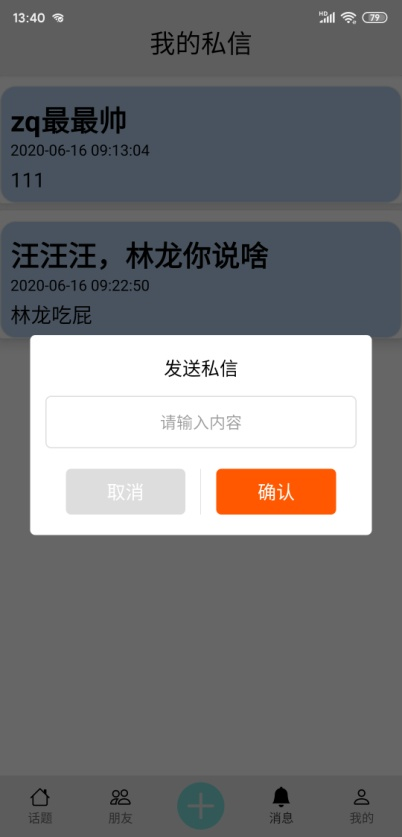 13:40
HD 79
我的私信
zq最最帅
2020-06-16 09:13:04
111
汪汪汪，林龙你说啥
2020-06-16 09:22:50
林龙吃屁
发送私信
请输入内容
取消 确认
话题 朋友 消息 我的